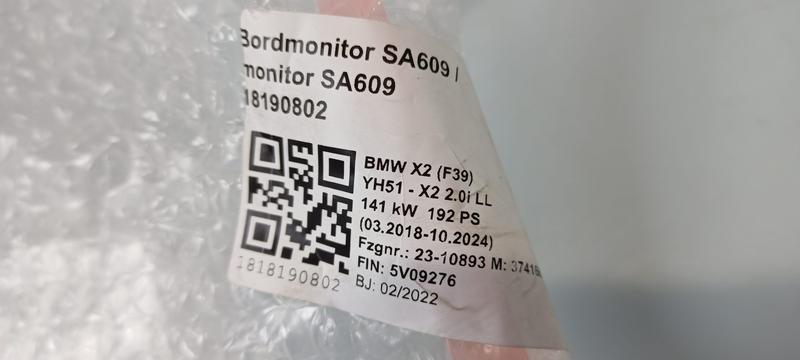 Bordmonitor SA609 /
monitor SA609
18190802
BMW X2 (F39)
YH51 - X2 2.0i LL
141 kW 192 PS
(03.2018-10.2024)
Fzgnr.: 23-10893 M: 37415
FIN: 5V09276
BJ: 02/2022
1818190802